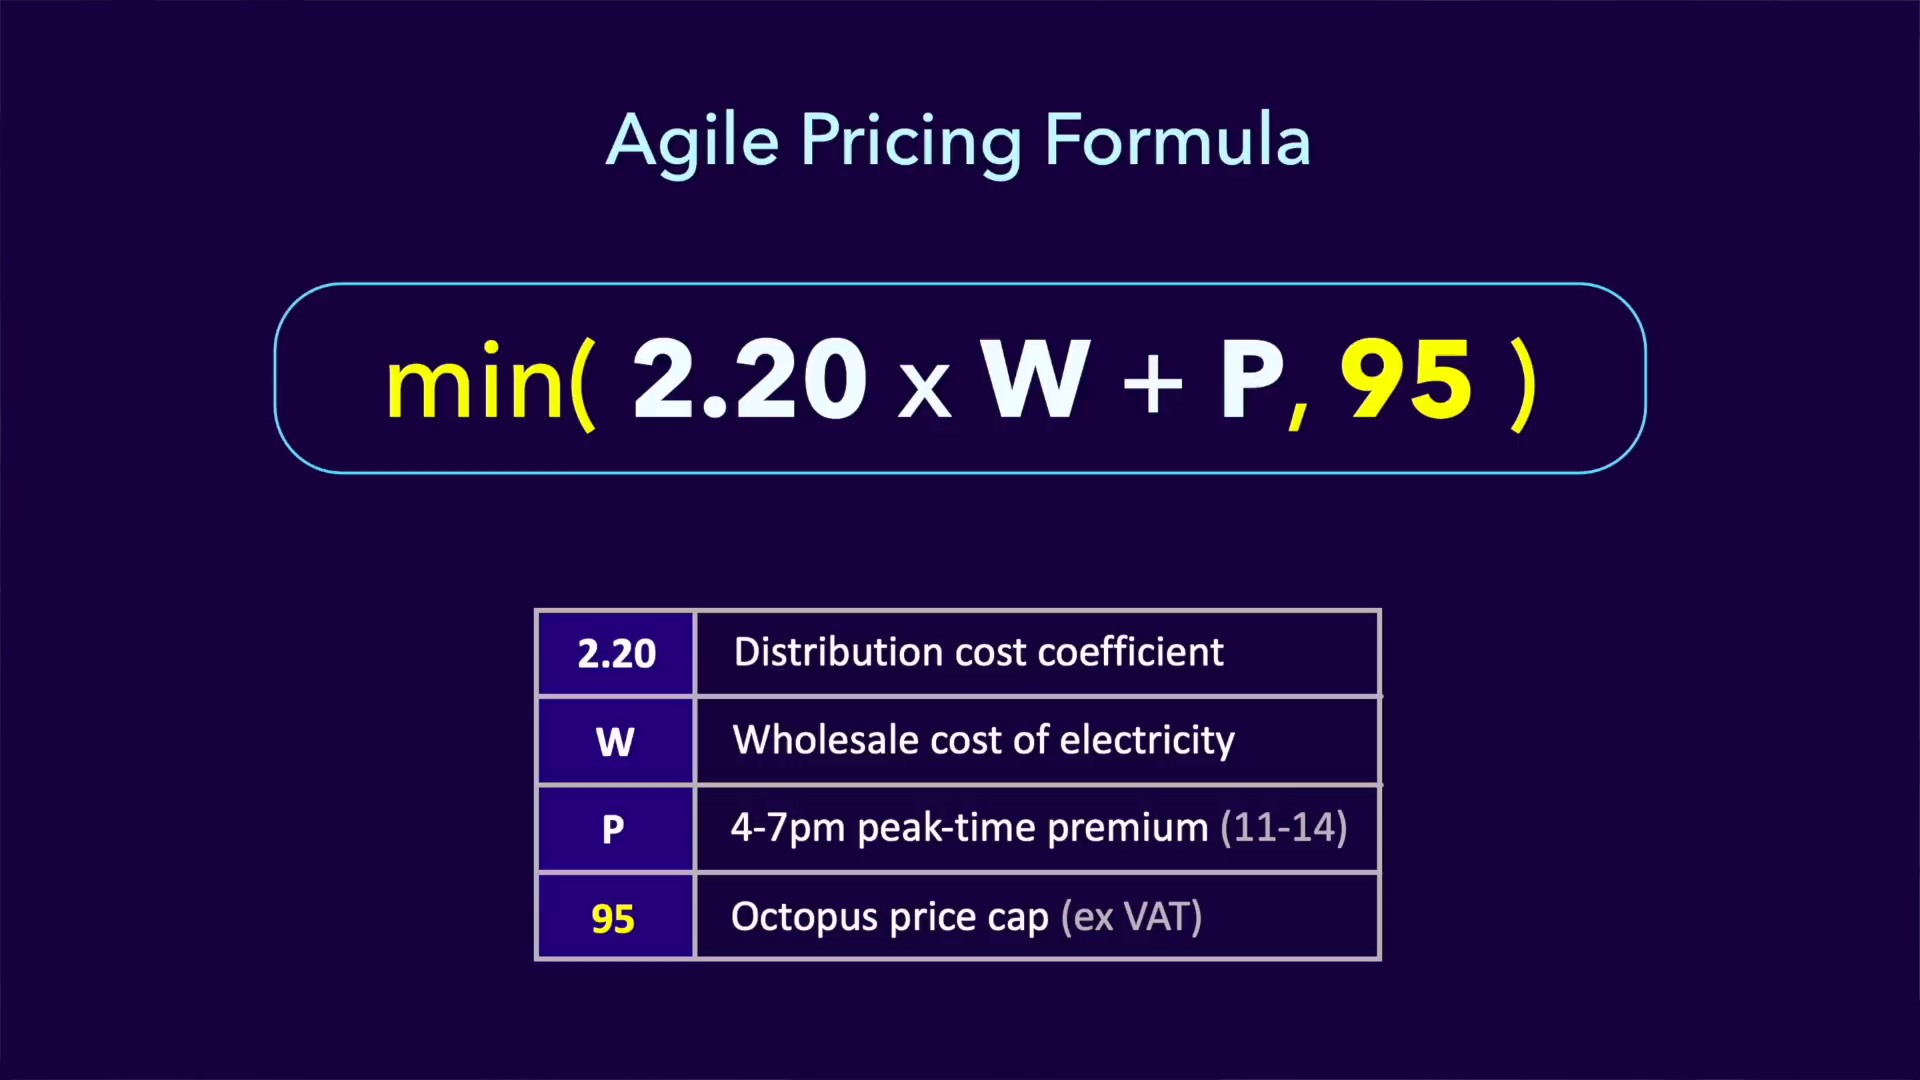 Agile Pricing Formula
min( 2.20 x W + P, 95 )
2.20 Distribution cost coefficient
W Wholesale cost of electricity
P 4-7pm peak-time premium (11-14)
95 Octopus price cap (ex VAT)